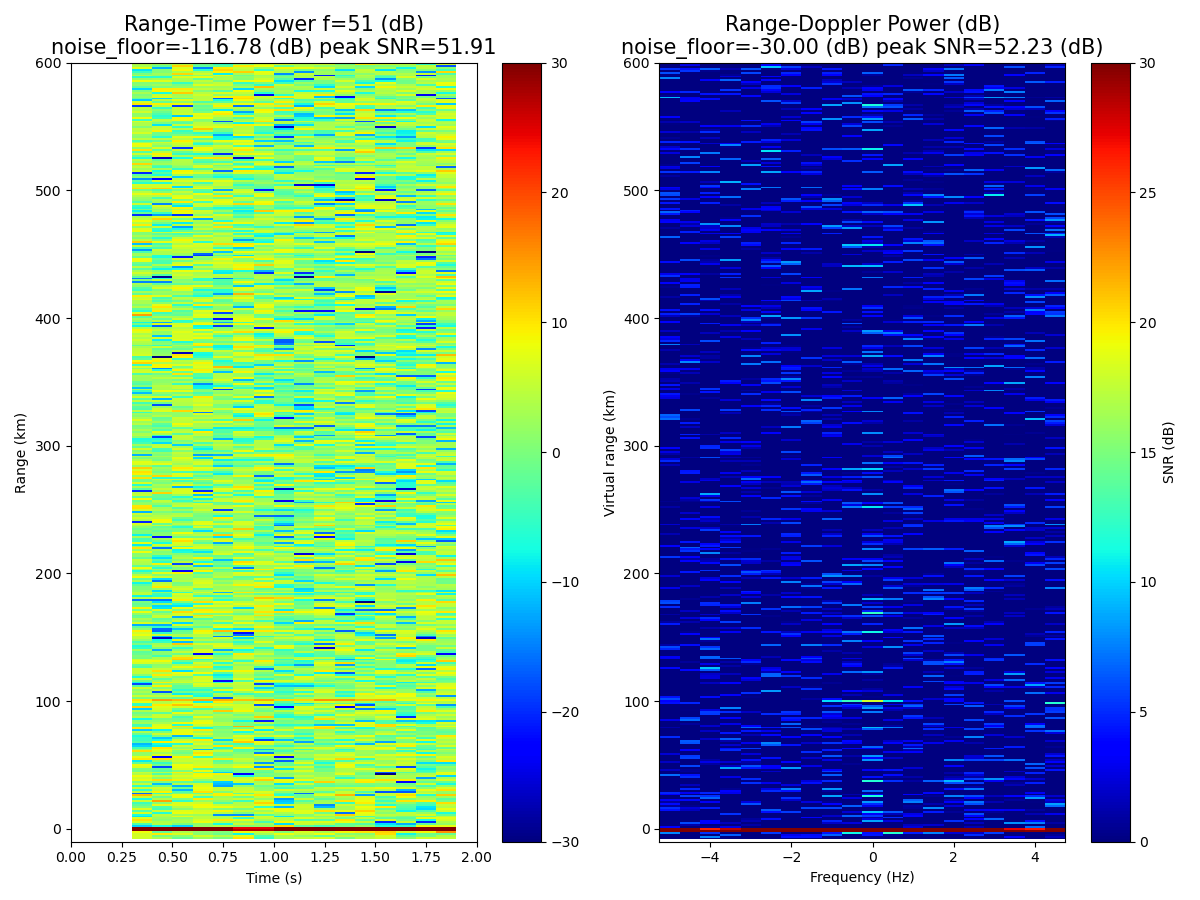 Range-Time Power f=51 (dB)
noise_floor=-116.78 (dB) peak SNR=51.91
Range-Doppler Power (dB)
noise_floor=-30.00 (dB) peak SNR=52.23 (dB)
600
500
400
300
200
100
0
Range (km)
0.00 0.25 0.50 0.75 1.00 1.25 1.50 1.75 2.00
Time (s)
30
20
10
0
−10
−20
−30
600
500
400
300
200
100
0
Virtual range (km)
−4 −2 0 2 4
Frequency (Hz)
30
25
20
15
10
5
0
SNR (dB)